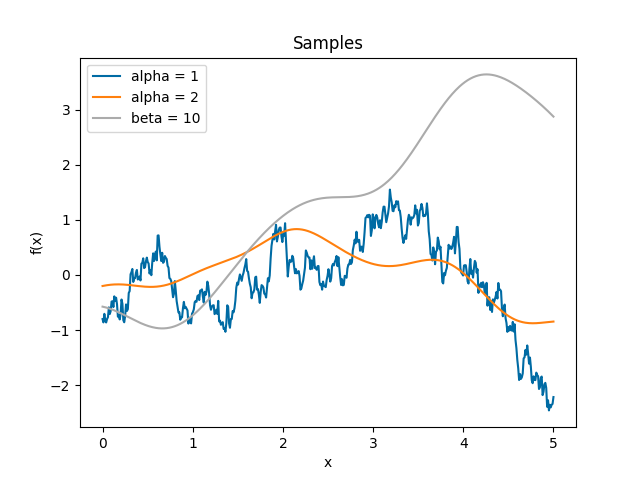 Samples
alpha = 1
alpha = 2
beta = 10
f(x)
3
2
1
0
−1
−2
0
1
2
3
4
5
x